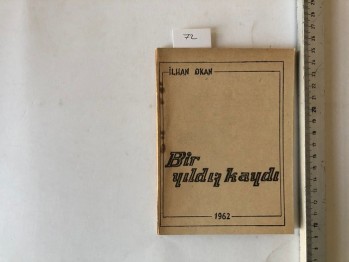 72
İLHAN OKAN
Bir
yıldız kaydı
1962